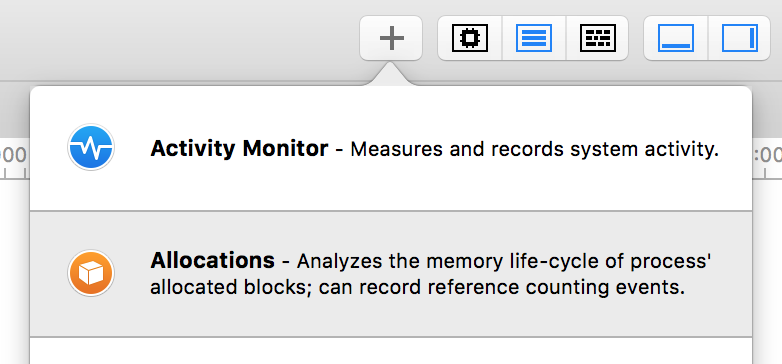 Activity Monitor - Measures and records system activity.
000
:00
Allocations - Analyzes the memory life-cycle of process'
allocated blocks; can record reference counting events.